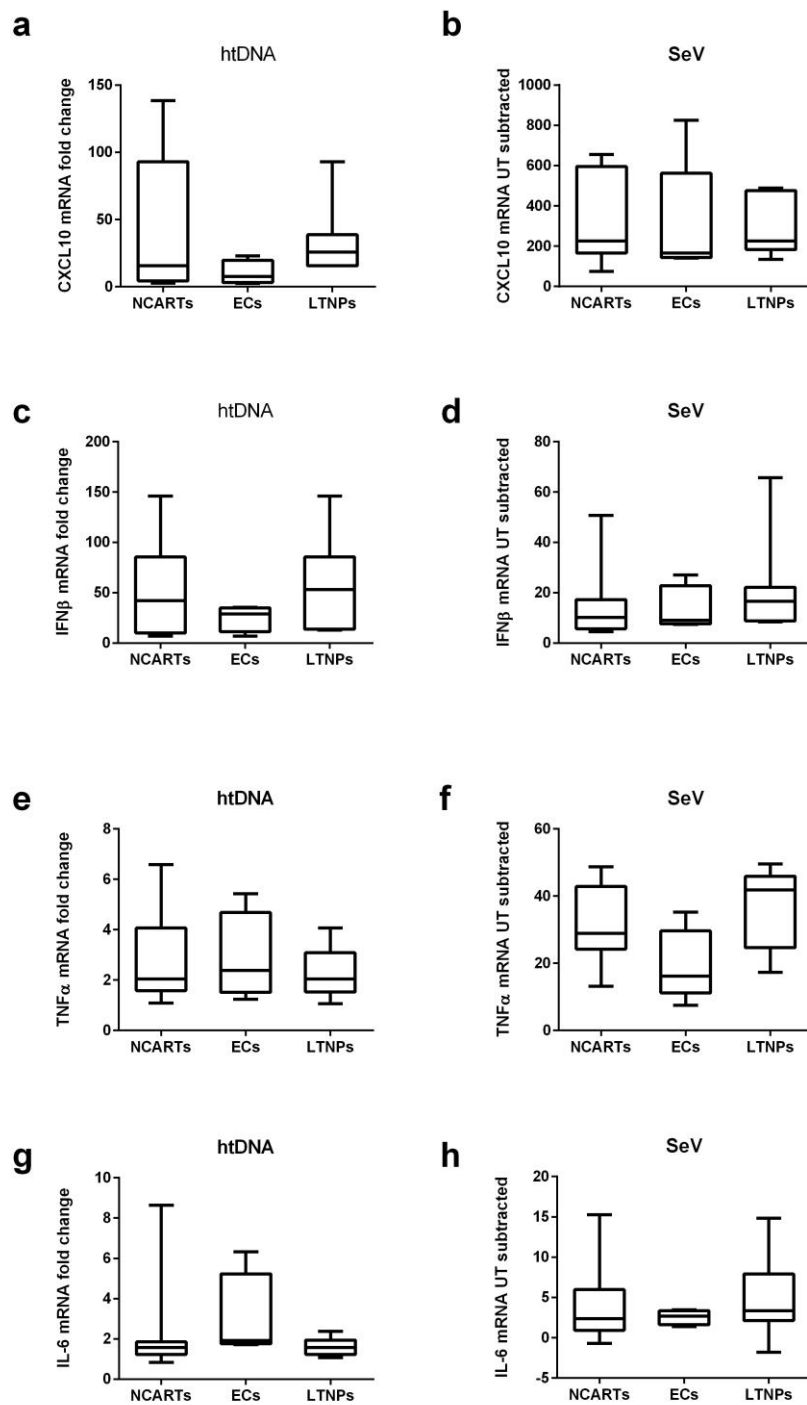 a
htDNA
CXCL10 mRNA fold change
150
100
50
0
NCARTs ECs LTNPs
b
SeV
CXCL10 mRNA UT subtracted
1000
800
600
400
200
0
NCARTs ECs LTNPs
c
htDNA
IFNβ mRNA fold change
200
150
100
50
0
NCARTs ECs LTNPs
d
SeV
IFNβ mRNA UT subtracted
80
60
40
20
0
NCARTs ECs LTNPs
e
htDNA
TNFα mRNA fold change
8
6
4
2
0
NCARTs ECs LTNPs
f
SeV
TNFα mRNA UT subtracted
60
40
20
0
NCARTs ECs LTNPs
g
htDNA
IL-6 mRNA fold change
10
8
6
4
2
0
NCARTs ECs LTNPs
h
SeV
IL-6 mRNA UT subtracted
20
15
10
5
0
-5
NCARTs ECs LTNPs